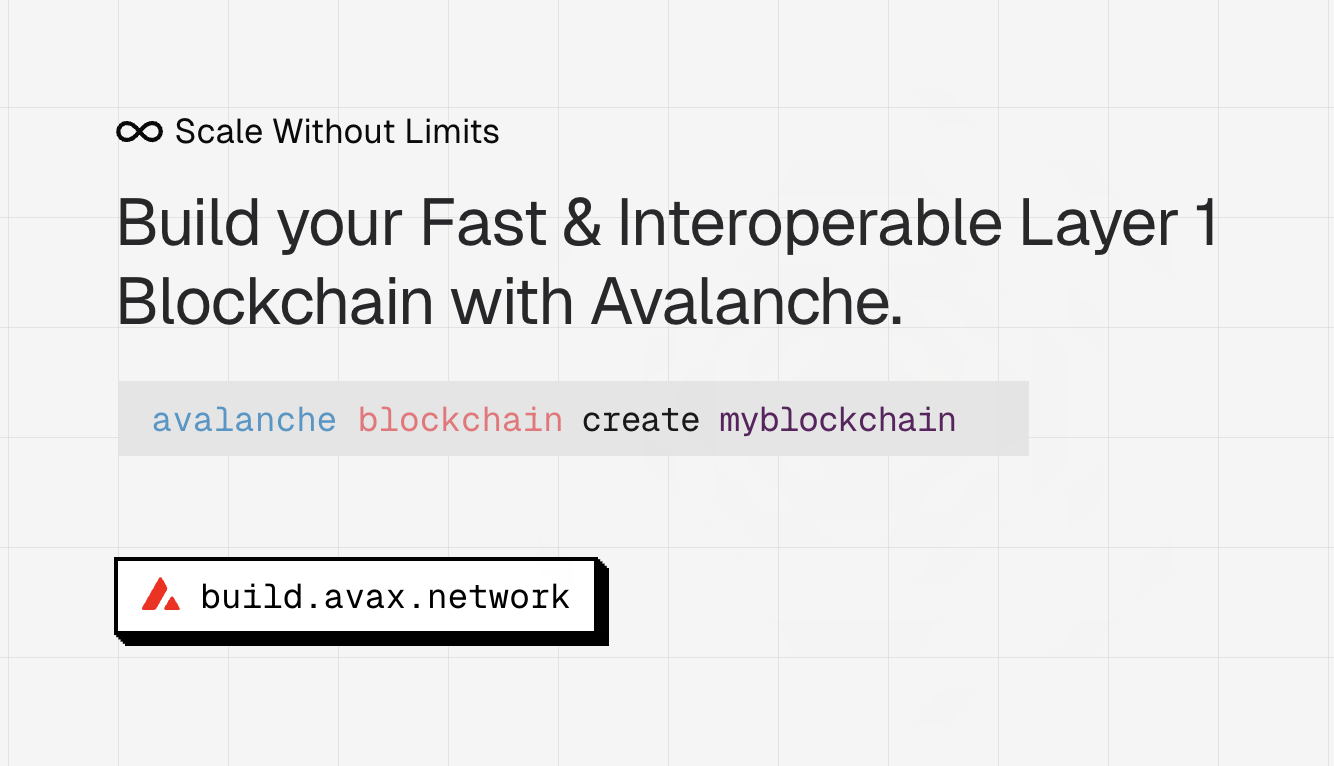 Scale Without Limits
Build your Fast & Interoperable Layer 1
Blockchain with Avalanche.
avalanche blockchain create myblockchain
build.avax.network